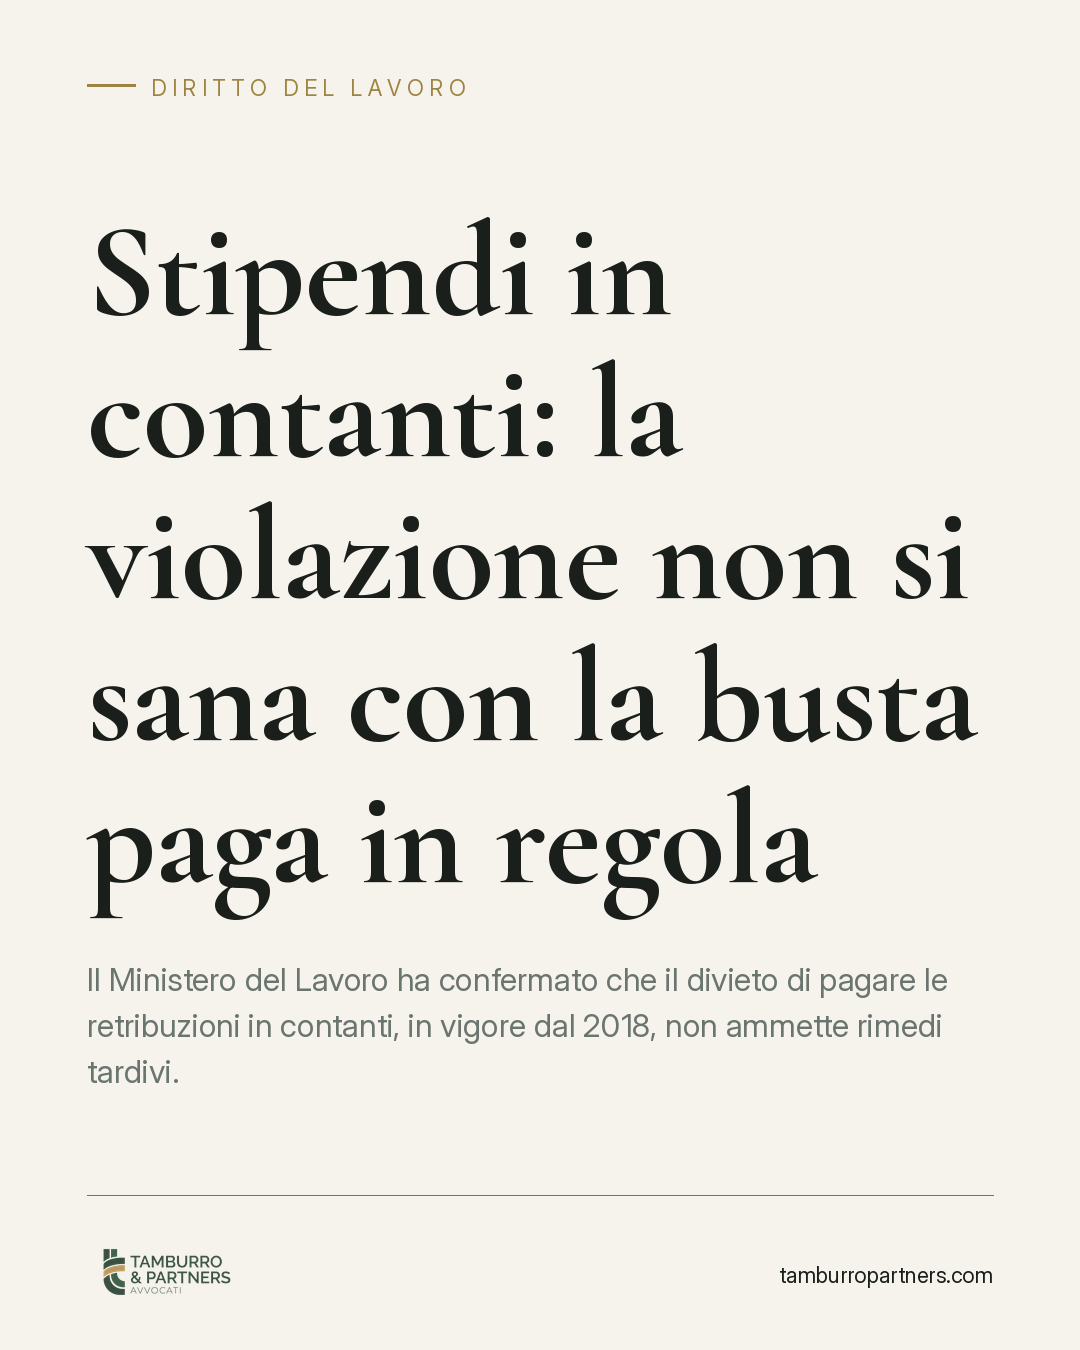 DIRITTO DEL LAVORO
Stipendi in
contanti: la
violazione non si
sana con la busta
paga in regola
Il Ministero del Lavoro ha confermato che il divieto di pagare le
retribuzioni in contanti, in vigore dal 2018, non ammette rimedi
tardivi.
TAMBURRO
& PARTNERS
AVVOCATI
tamburropartners.com